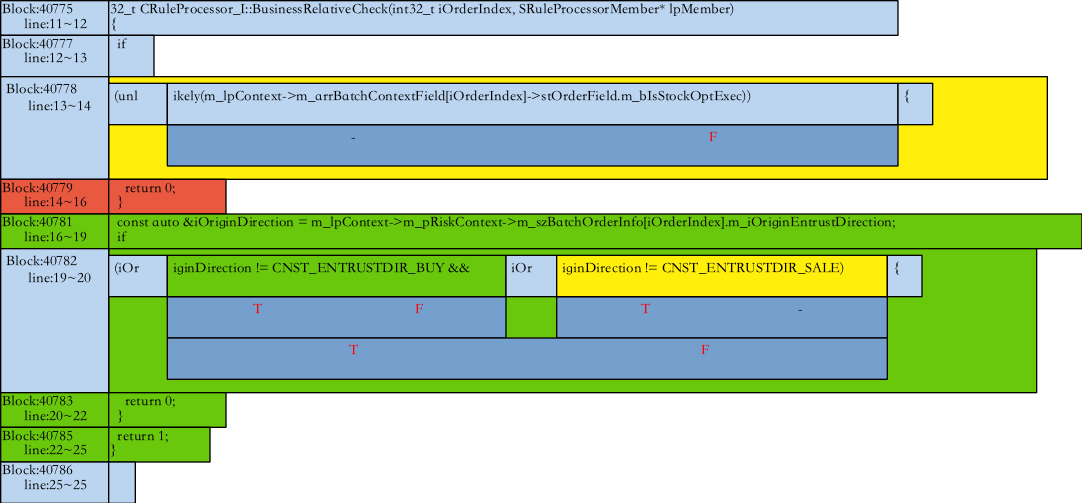 Block:40775
line:11~12
32_t CRuleProcessor_I::BusinessRelativeCheck(int32_t iOrderIndex, SRuleProcessorMember* lpMember)
{
Block:40777
line:12~13
if
Block:40778
line:13~14
(unl ikely(m_lpContext->m_arrBatchContextField[iOrderIndex]->stOrderField.m_bIsStockOptExec)) {
- F
Block:40779
line:14~16
return 0;
}
Block:40781
line:16~19
const auto &iOriginDirection = m_lpContext->m_pRiskContext->m_szBatchOrderInfo[iOrderIndex].m_iOriginEntrustDirection;
if
Block:40782
line:19~20
(iOr iginDirection != CNST_ENTRUSTDIR_BUY && iOr iginDirection != CNST_ENTRUSTDIR_SALE) {
T F T -
T F
Block:40783
line:20~22
return 0;
}
Block:40785
line:22~25
return 1;
}
Block:40786
line:25~25